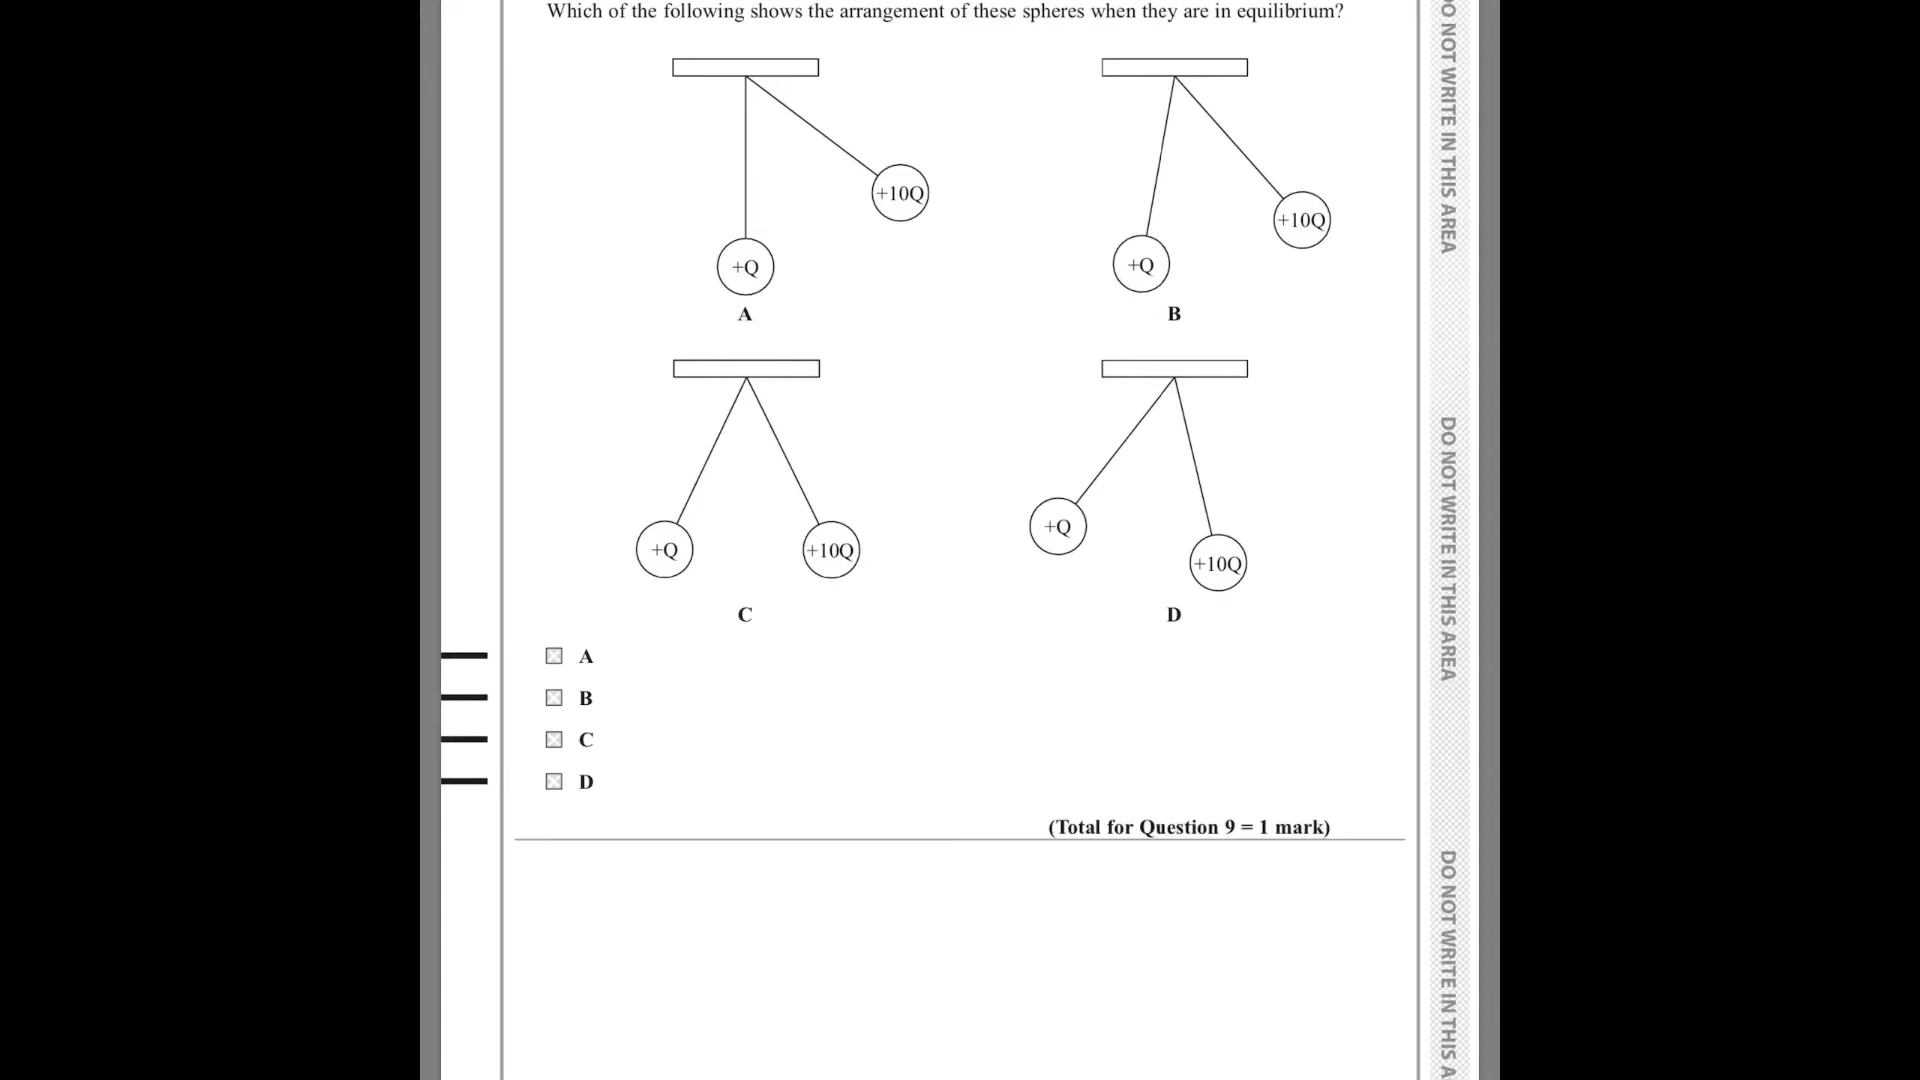 Which of the following shows the arrangement of these spheres when they are in equilibrium?
+10Q
+Q
A
+10Q
+Q
B
+Q
+10Q
C
+Q
+10Q
D
A
B
C
D
(Total for Question 9 = 1 mark)
DO NOT WRITE IN THIS AREA
DO NOT WRITE IN THIS AREA
DO NOT WRITE IN THIS A